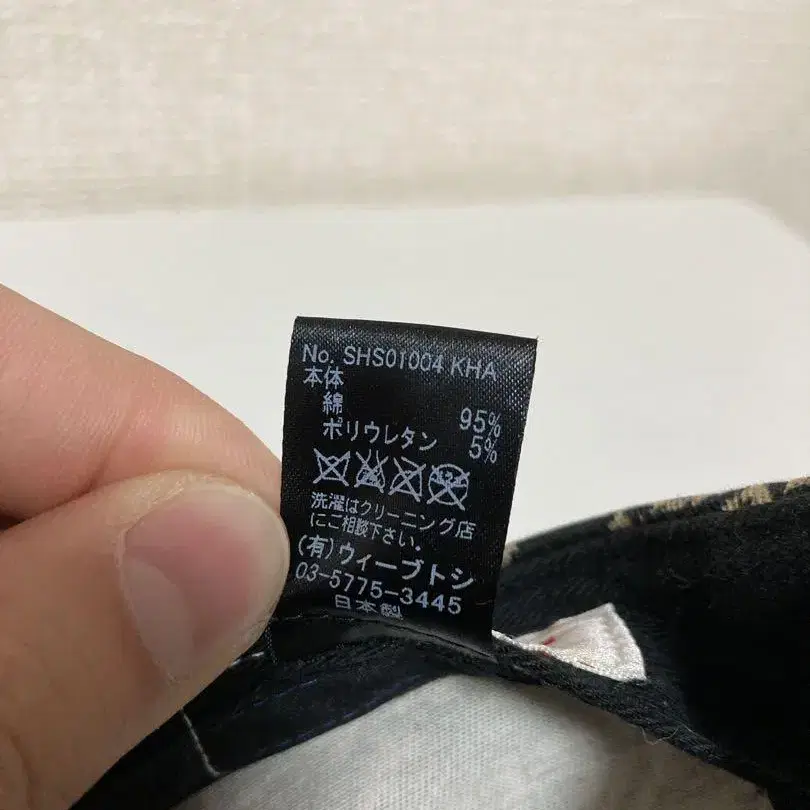 No. SHS01004 KHA
本体
綿 95%
ポリウレタン 5%
洗濯はクリーニング店
にご相談下さい。
(有)ウィーブトシ
03-5775-3445
日本製